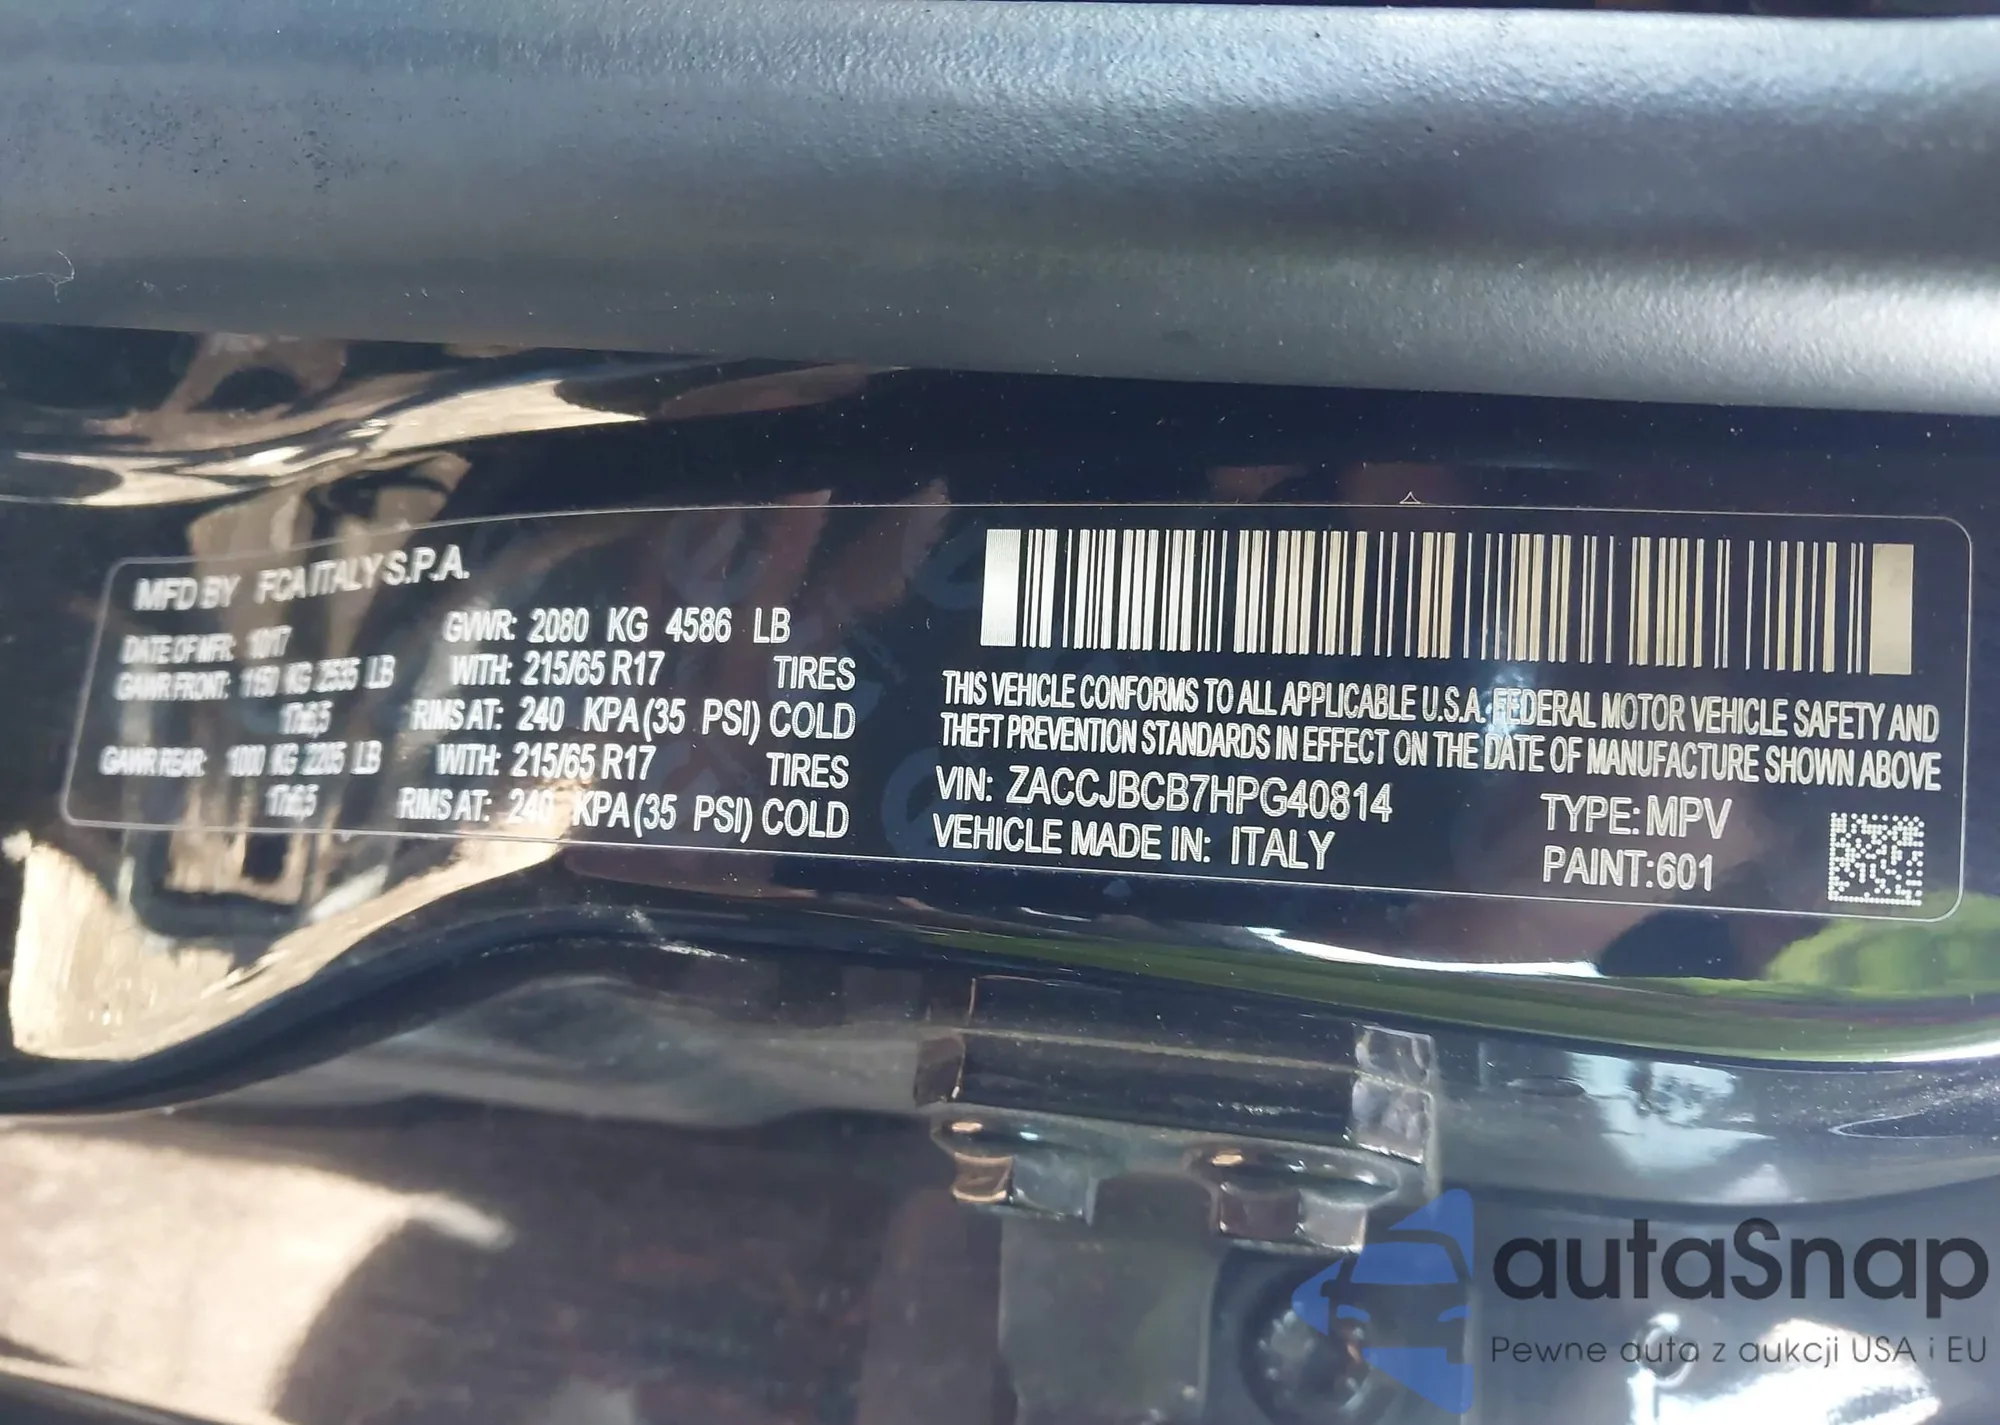 MFD BY FCA ITALY S.P.A.
DATE OF MFR: 1017
GVWR: 2080 KG 4586 LB
GAWR FRONT: 1150 KG 2535 LB WITH: 215/65 R17 TIRES
17x6,5 RIMS AT: 240 KPA (35 PSI) COLD
GAWR REAR: 1000 KG 2205 LB WITH: 215/65 R17 TIRES
17x6,5 RIMS AT: 240 KPA (35 PSI) COLD
THIS VEHICLE CONFORMS TO ALL APPLICABLE U.S.A. FEDERAL MOTOR VEHICLE SAFETY AND
THEFT PREVENTION STANDARDS IN EFFECT ON THE DATE OF MANUFACTURE SHOWN ABOVE
VIN: ZACCJBCB7HPG40814 TYPE: MPV
VEHICLE MADE IN: ITALY PAINT: 601
autaSnap
Pewne auta z aukcji USA i EU